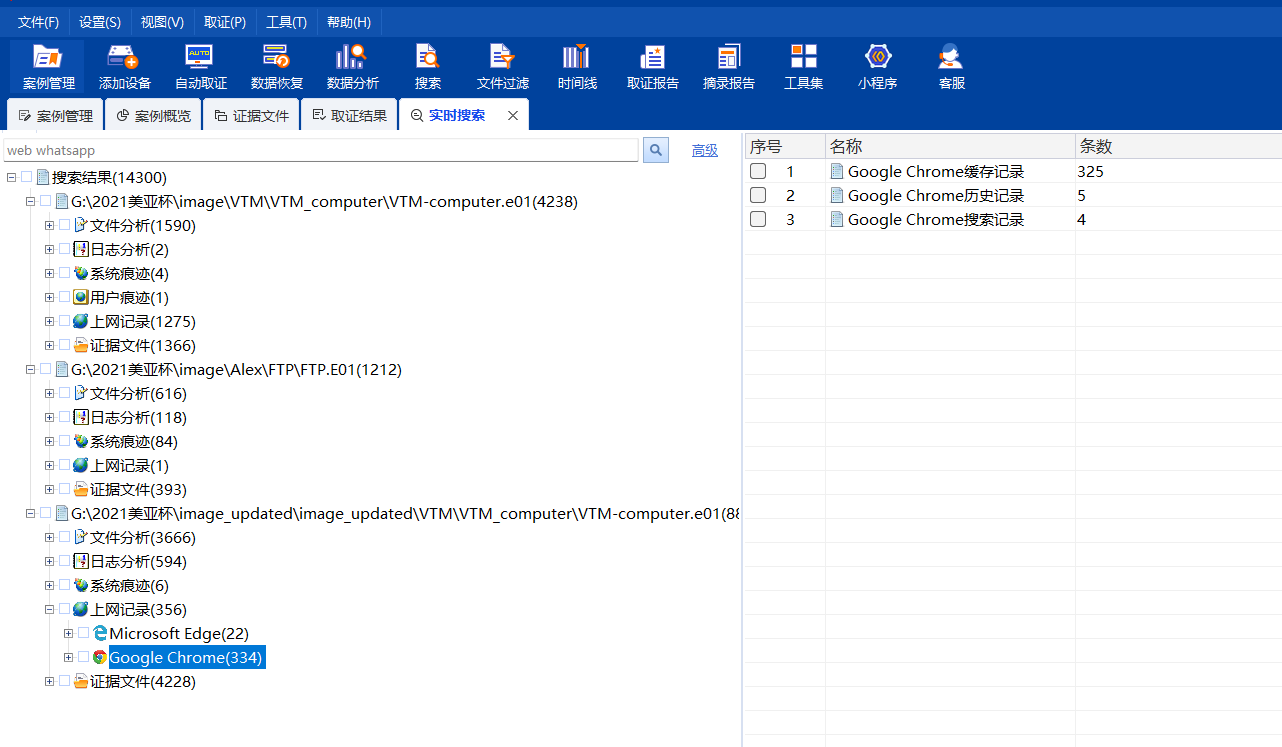 文件(F) 设置(S) 视图(V) 取证(P) 工具(T) 帮助(H)
案例管理 添加设备 自动取证 数据恢复 数据分析 搜索 文件过滤 时间线 取证报告 摘录报告 工具集 小程序 客服
案例管理 案例概览 证据文件 取证结果 实时搜索
web whatsapp 高级
搜索结果(14300)
G:\2021美亚杯\image\VTM\VTM_computer\VTM-computer.e01(4238)
文件分析(1590)
日志分析(2)
系统痕迹(4)
用户痕迹(1)
上网记录(1275)
证据文件(1366)
G:\2021美亚杯\image\Alex\FTP\FTP.E01(1212)
文件分析(616)
日志分析(118)
系统痕迹(84)
上网记录(1)
证据文件(393)
G:\2021美亚杯\image_updated\image_updated\VTM\VTM_computer\VTM-computer.e01(88
文件分析(3666)
日志分析(594)
系统痕迹(6)
上网记录(356)
Microsoft Edge(22)
Google Chrome(334)
证据文件(4228)
序号 名称 条数
1 Google Chrome缓存记录 325
2 Google Chrome历史记录 5
3 Google Chrome搜索记录 4